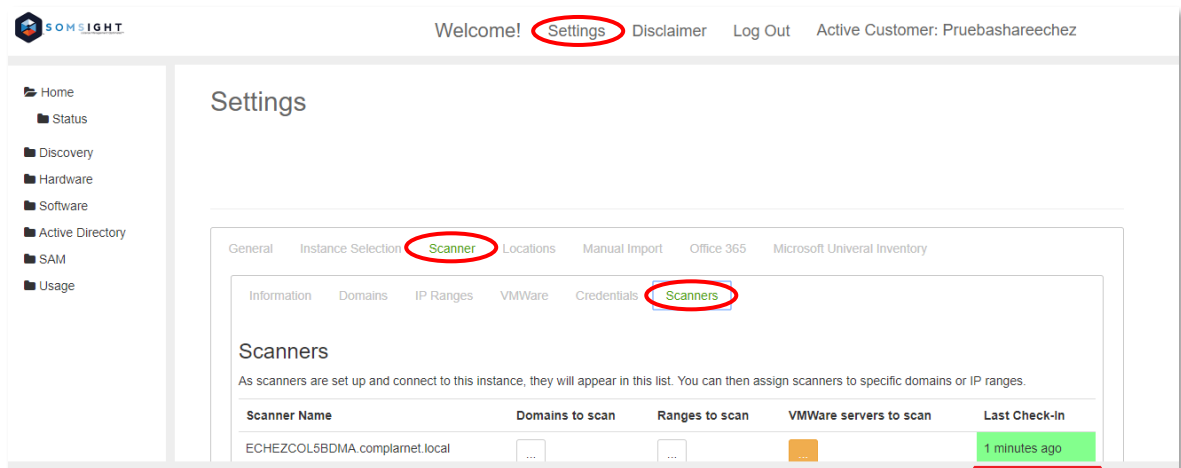 SOMSIGHT
Welcome! Settings Disclaimer Log Out Active Customer: Pruebashareechez
Home
Status
Discovery
Hardware
Software
Active Directory
SAM
Usage
Settings
General Instance Selection Scanner Locations Manual Import Office 365 Microsoft Univeral Inventory
Information Domains IP Ranges VMWare Credentials Scanners
Scanners
As scanners are set up and connect to this instance, they will appear in this list. You can then assign scanners to specific domains or IP ranges.
Scanner Name Domains to scan Ranges to scan VMWare servers to scan Last Check-In
ECHEZCOL5BDMA.complarnet.local ... ... ... 1 minutes ago